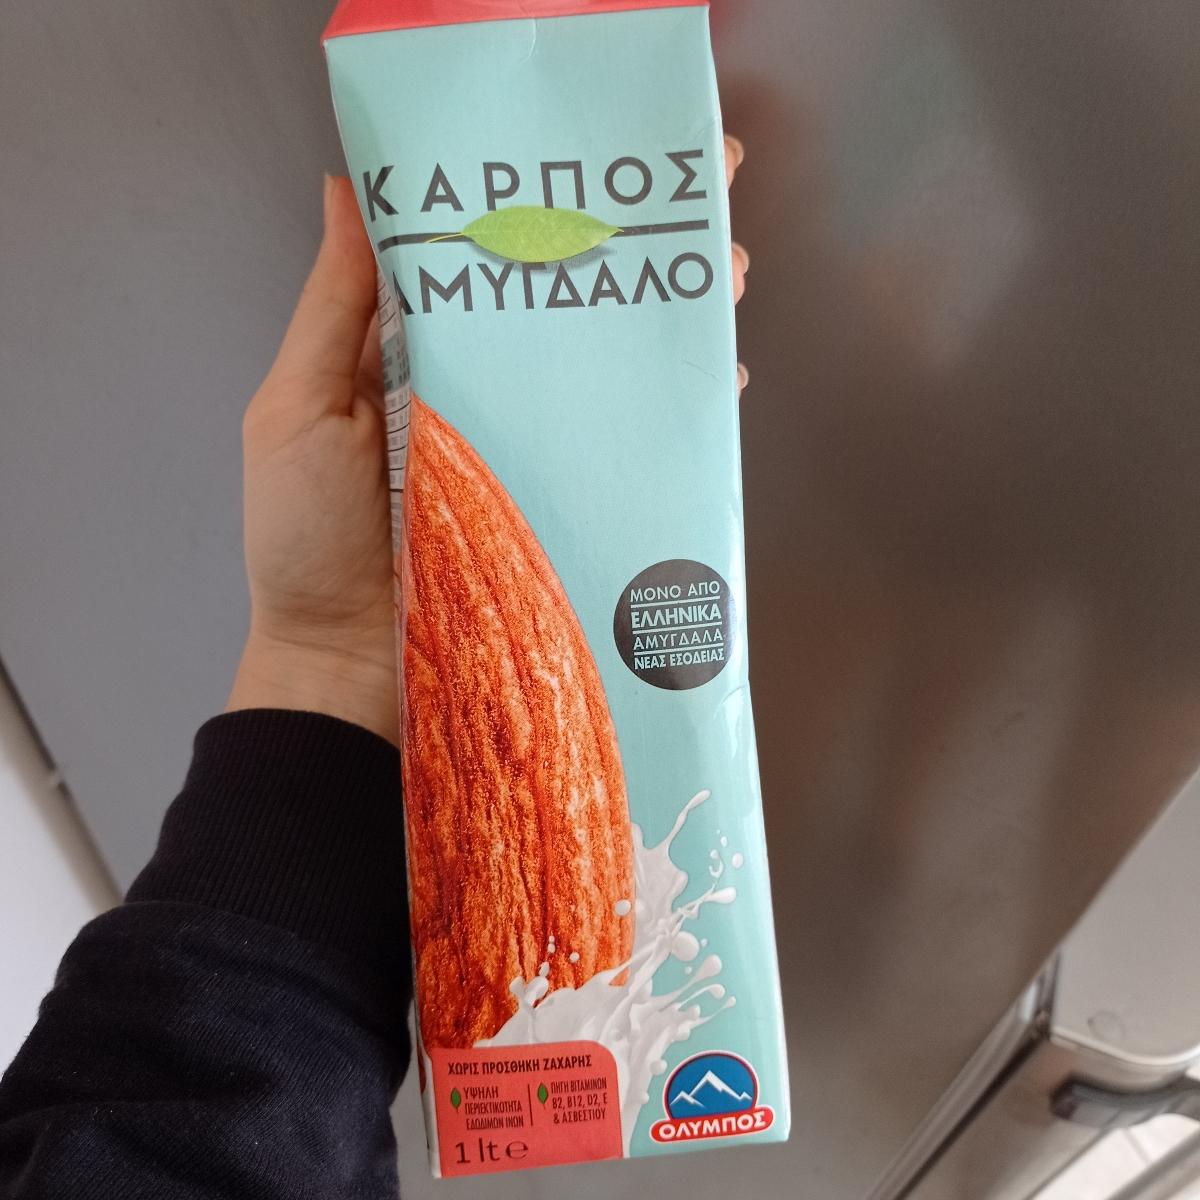 ΚΑΡΠΟΣ
ΑΜΥΓΔΑΛΟ
ΜΟΝΟ ΑΠΟ
ΕΛΛΗΝΙΚΑ
ΑΜΥΓΔΑΛΑ
ΝΕΑΣ ΕΣΟΔΕΙΑΣ
ΧΩΡΙΣ ΠΡΟΣΘΗΚΗ ΖΑΧΑΡΗΣ
ΥΨΗΛΗ
ΠΕΡΙΕΚΤΙΚΟΤΗΤΑ
ΕΔΩΔΙΜΩΝ ΙΝΩΝ
ΠΗΓΗ ΒΙΤΑΜΙΝΩΝ
B2, B12, D2, E
& ΑΣΒΕΣΤΙΟΥ
1 lt ℮
ΟΛΥΜΠΟΣ